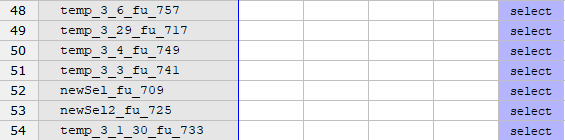 48 temp_3_6_fu_757 select
49 temp_3_29_fu_717 select
50 temp_3_4_fu_749 select
51 temp_3_3_fu_741 select
52 newSel_fu_709 select
53 newSel2_fu_725 select
54 temp_3_1_30_fu_733 select